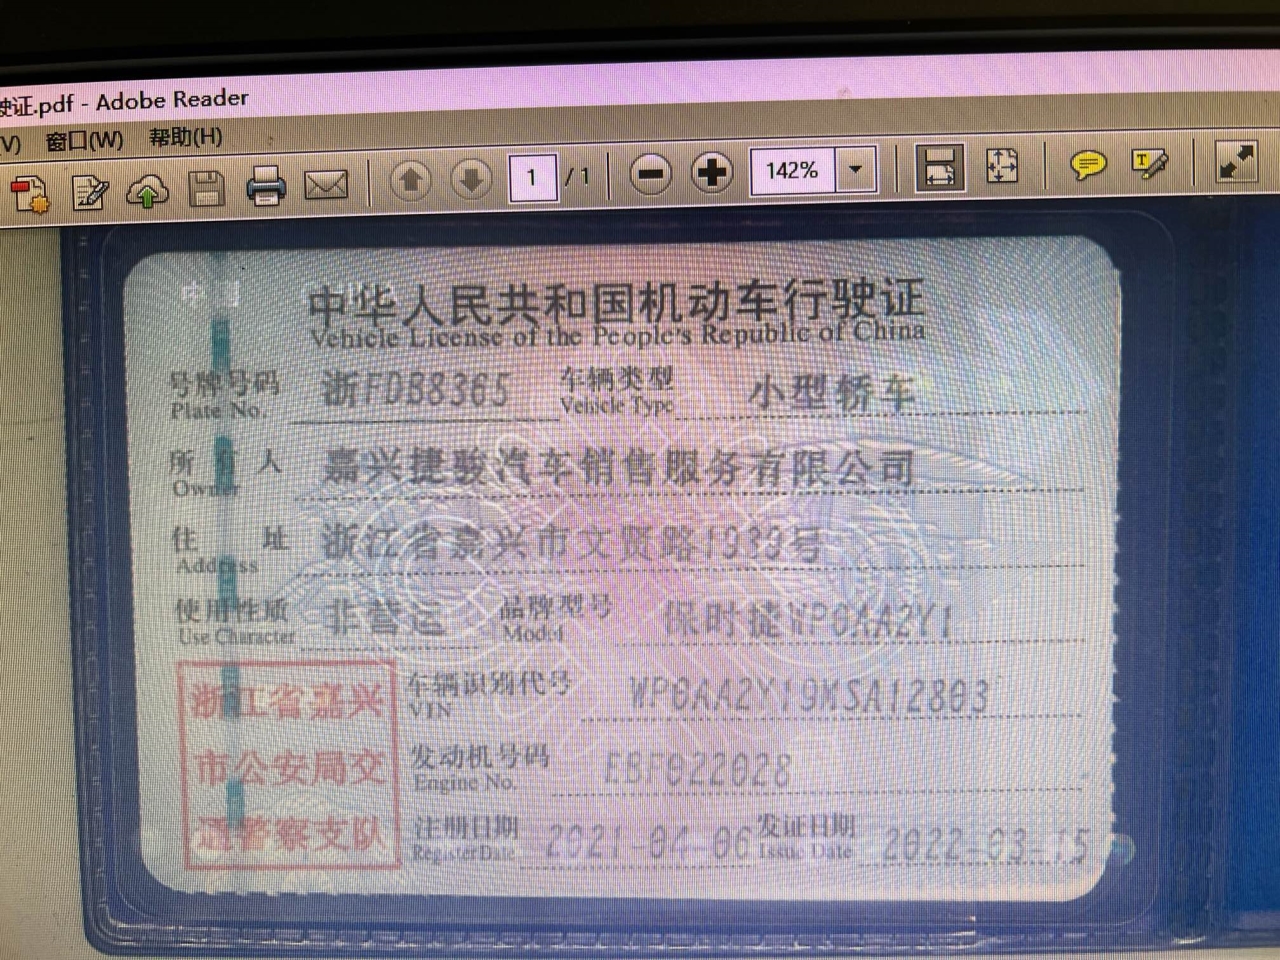 驶证.pdf - Adobe Reader
V) 窗口(W) 帮助(H)
1 / 1 142%
中华人民共和国机动车行驶证
Vehicle License of the People's Republic of China
号牌号码 浙FDB8365 车辆类型 小型轿车
Plate No. Vehicle Type
所有人 嘉兴捷骏汽车销售服务有限公司
Owner
住址 浙江省嘉兴市文贤路1939号
Address
使用性质 非营运 品牌型号 保时捷WP0AA2Y1
Use Character Model
浙江省嘉兴 车辆识别代号 WP0AA2Y19MSA12803
VIN
市公安局交 发动机号码 EBF022028
Engine No.
通警察支队 注册日期 2021-04-06 发证日期 2022-03-15
Register Date Issue Date